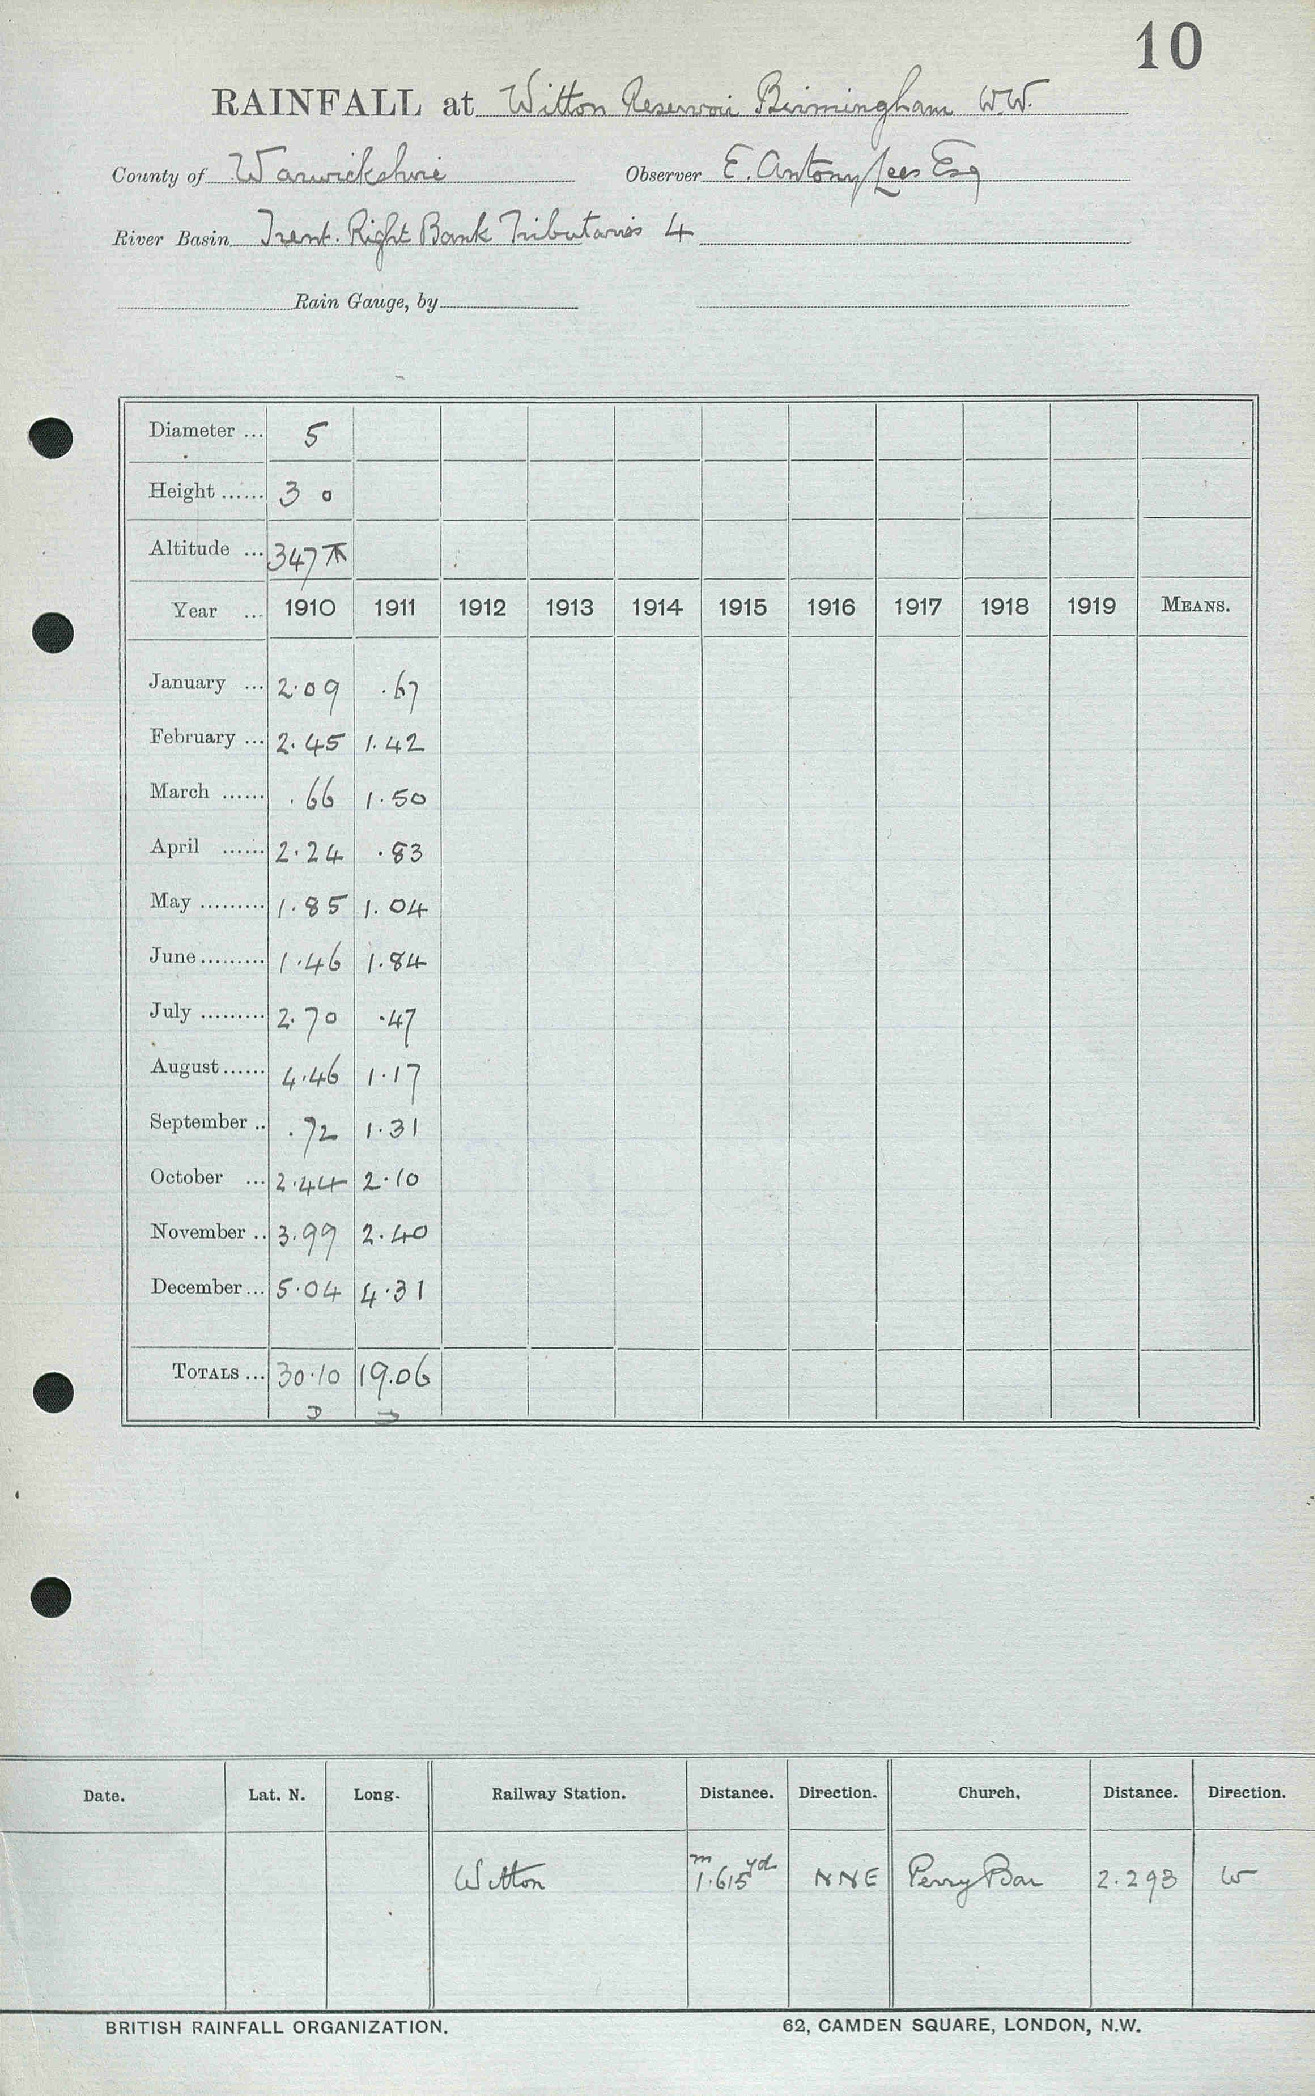 10
RAINFALL at Witton Reservoir Birmingham W.W.
County of Warwickshire Observer E. Antony Lees Esq
River Basin Trent. Right Bank Tributaries 4
Rain Gauge, by
Diameter ... 5
Height ...... 3 0
Altitude ... 347
Year ... 1910 1911 1912 1913 1914 1915 1916 1917 1918 1919 MEANS.
January ... 2.09 .67
February ... 2.45 1.42
March ...... .66 1.50
April ...... 2.24 .83
May ......... 1.85 1.04
June ......... 1.46 1.84
July ......... 2.70 .47
August ...... 4.46 1.17
September .. .72 1.31
October ... 2.44 2.10
November .. 3.99 2.40
December ... 5.04 4.31
TOTALS ... 30.10 19.06
Date. Lat. N. Long. Railway Station. Distance. Direction. Church. Distance. Direction.
Witton m 1.615 yd NNE Perry Bar 2.293 W
BRITISH RAINFALL ORGANIZATION. 62, CAMDEN SQUARE, LONDON, N.W.